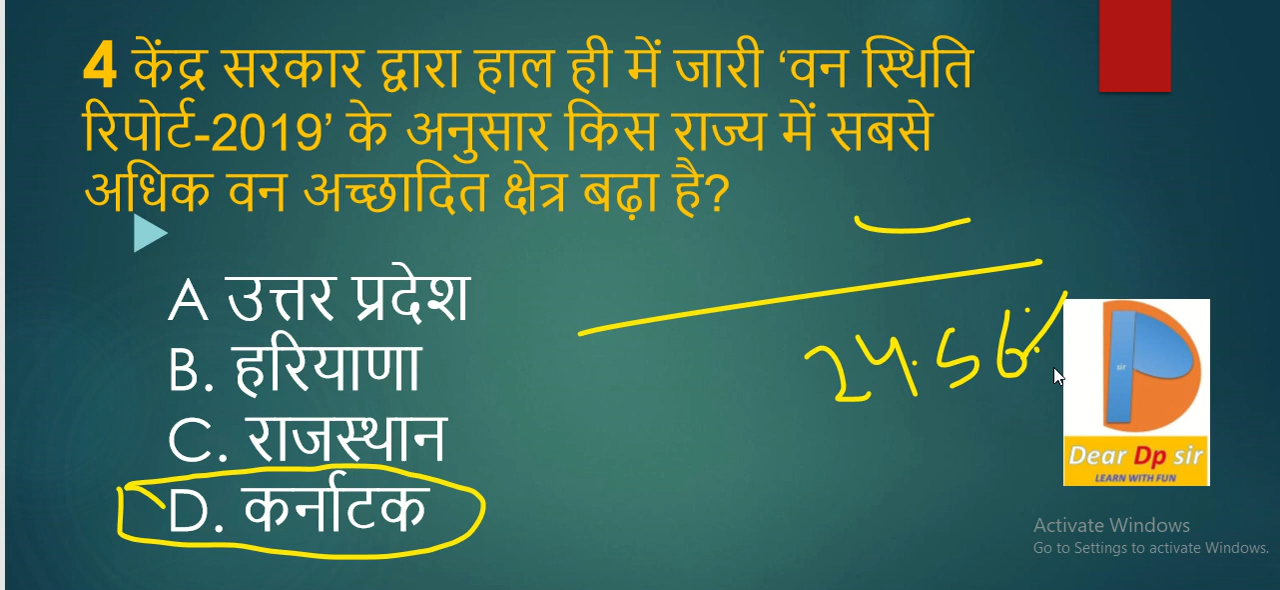 4 केंद्र सरकार द्वारा हाल ही में जारी ‘वन स्थिति
रिपोर्ट-2019’ के अनुसार किस राज्य में सबसे
अधिक वन अच्छादित क्षेत्र बढ़ा है?
A उत्तर प्रदेश
B. हरियाणा
C. राजस्थान
D. कर्नाटक
24.56%
sir
Dear Dp sir
LEARN WITH FUN
Activate Windows
Go to Settings to activate Windows.